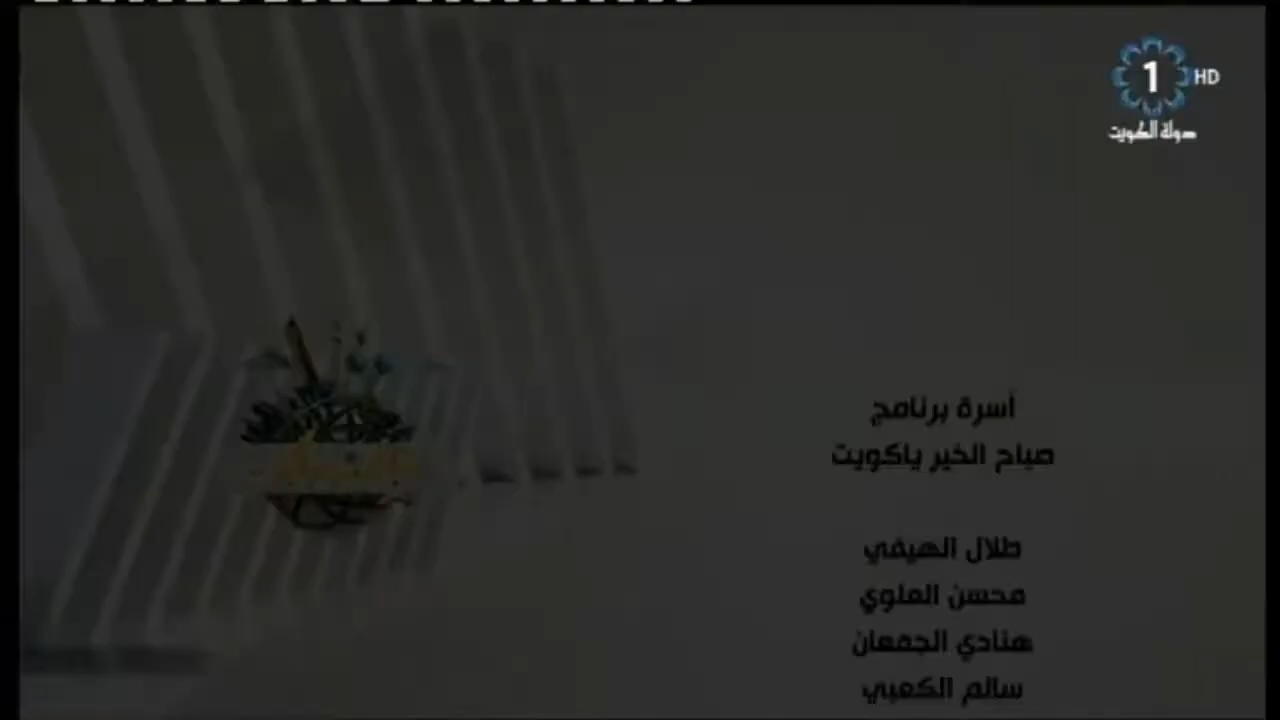 1 HD
دولة الكويت
أسرة برنامج
صباح الخير ياكويت
طلال الهيفي
محسن العلوي
هنادي الجمعان
سالم الكعبي